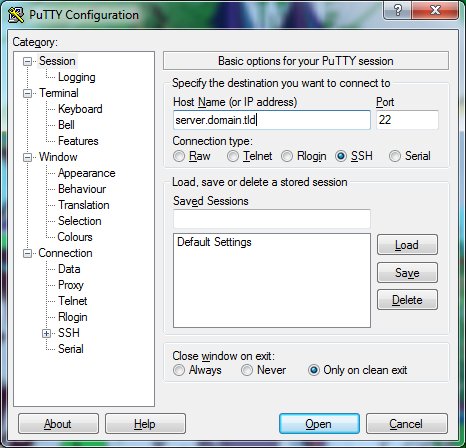 PuTTY Configuration
Category:
Session
Logging
Terminal
Keyboard
Bell
Features
Window
Appearance
Behaviour
Translation
Selection
Colours
Connection
Data
Proxy
Telnet
Rlogin
SSH
Serial
Basic options for your PuTTY session
Specify the destination you want to connect to
Host Name (or IP address) Port
server.domain.tld 22
Connection type:
Raw Telnet Rlogin SSH Serial
Load, save or delete a stored session
Saved Sessions
Default Settings
Load
Save
Delete
Close window on exit:
Always Never Only on clean exit
About Help Open Cancel